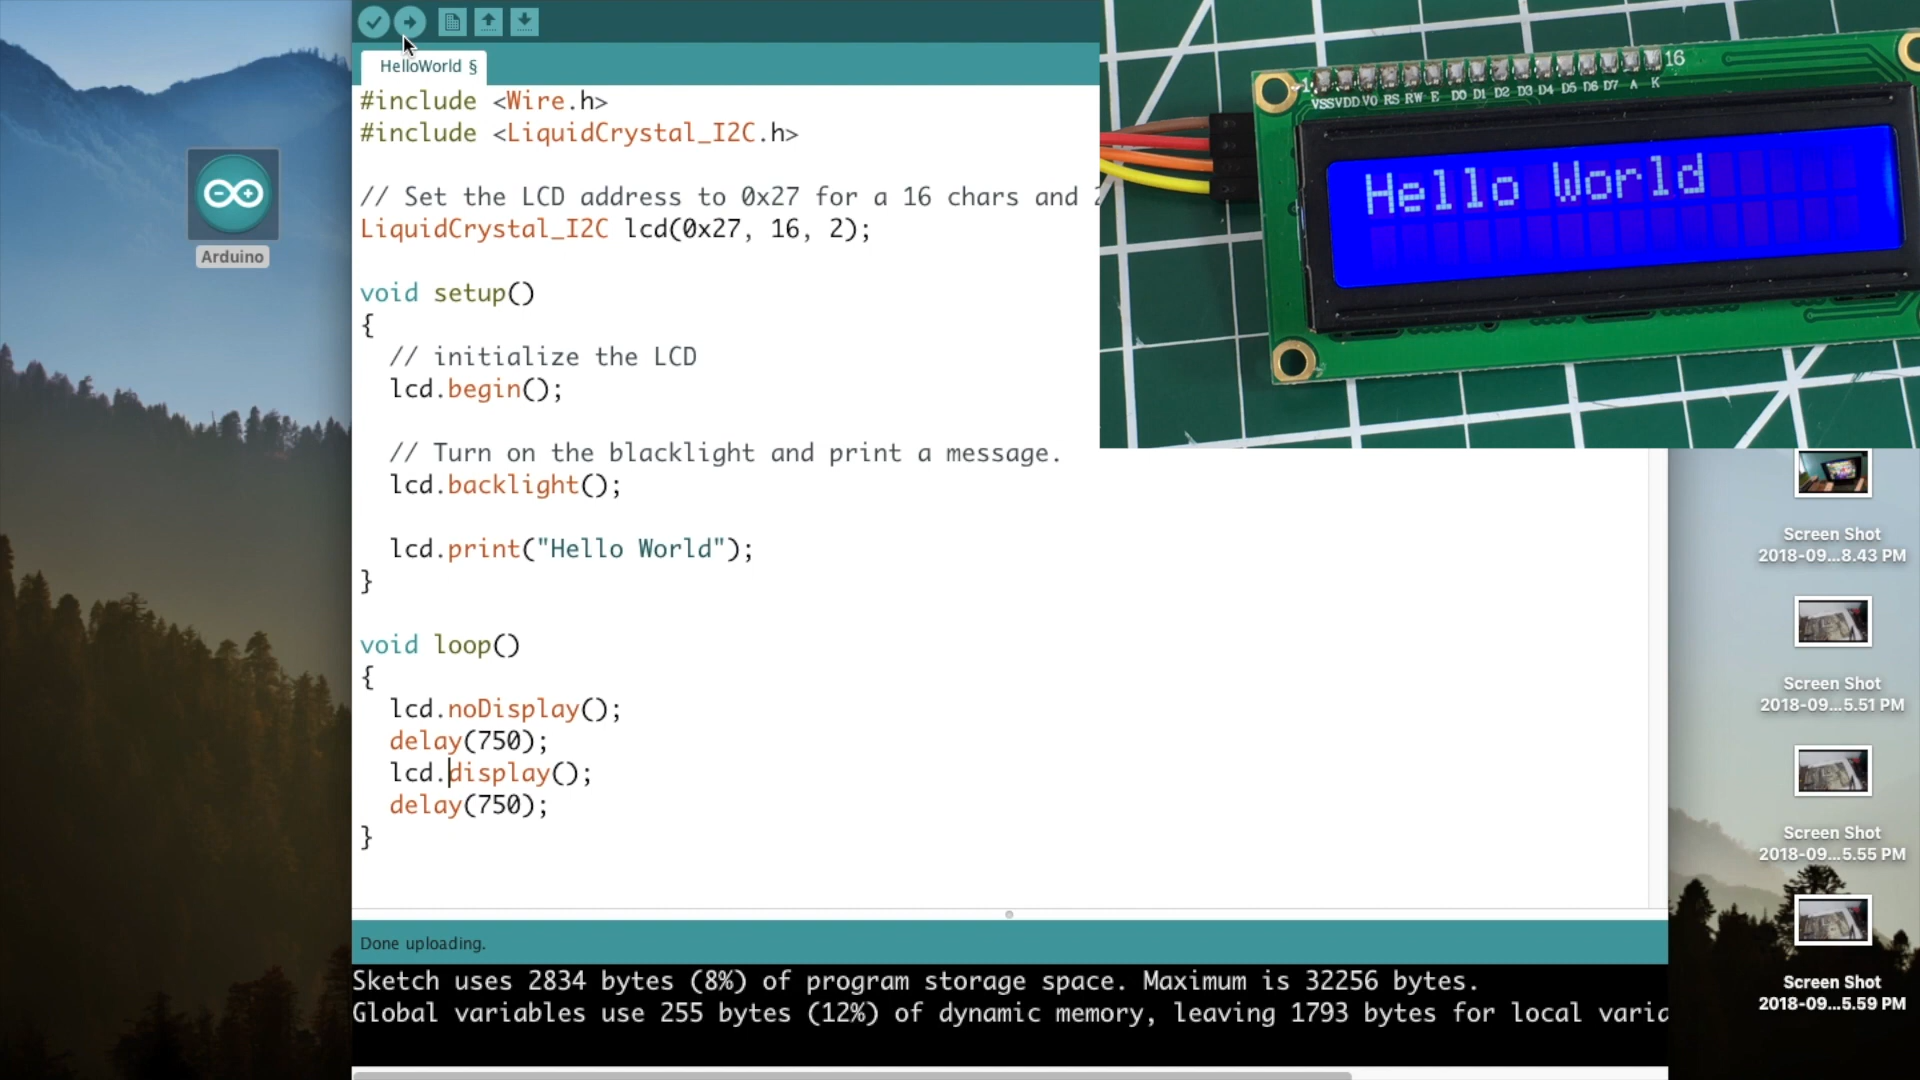 HelloWorld §
#include <Wire.h>
#include <LiquidCrystal_I2C.h>
// Set the LCD address to 0x27 for a 16 chars and 2
LiquidCrystal_I2C lcd(0x27, 16, 2);
void setup()
{
// initialize the LCD
lcd.begin();
// Turn on the blacklight and print a message.
lcd.backlight();
lcd.print("Hello World");
}
void loop()
{
lcd.noDisplay();
delay(750);
lcd.display();
delay(750);
}
Done uploading.
Sketch uses 2834 bytes (8%) of program storage space. Maximum is 32256 bytes.
Global variables use 255 bytes (12%) of dynamic memory, leaving 1793 bytes for local varia
Arduino
1 16
VSS VDD V0 RS RW E D0 D1 D2 D3 D4 D5 D6 D7 A K
Hello World
Screen Shot
2018-09...8.43 PM
Screen Shot
2018-09...5.51 PM
Screen Shot
2018-09...5.55 PM
Screen Shot
2018-09...5.59 PM